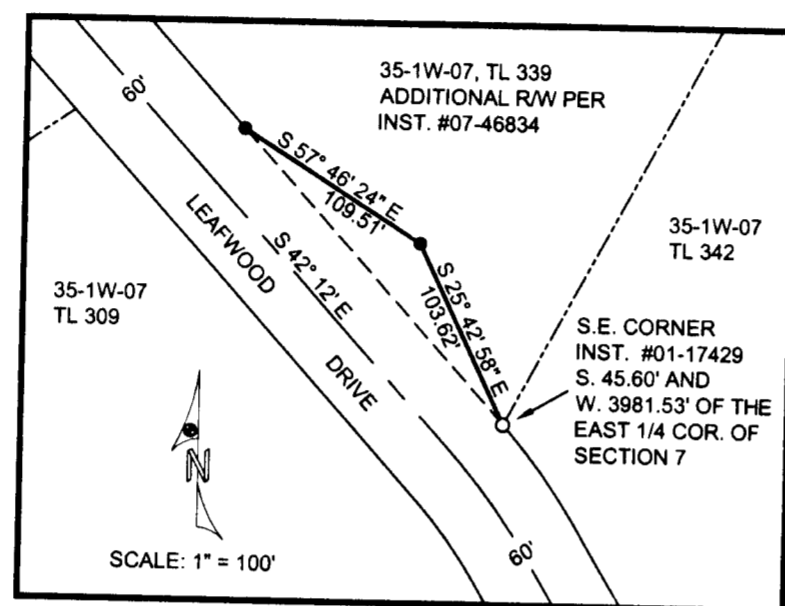 35-1W-07, TL 339
ADDITIONAL R/W PER
INST. #07-46834
60'
S 57° 46' 24" E
109.51'
LEAFWOOD
DRIVE
S 42° 12' E
S 25° 42' 58" E
103.62'
35-1W-07
TL 342
35-1W-07
TL 309
S.E. CORNER
INST. #01-17429
S. 45.60' AND
W. 3981.53' OF THE
EAST 1/4 COR. OF
SECTION 7
N
60'
SCALE: 1" = 100'